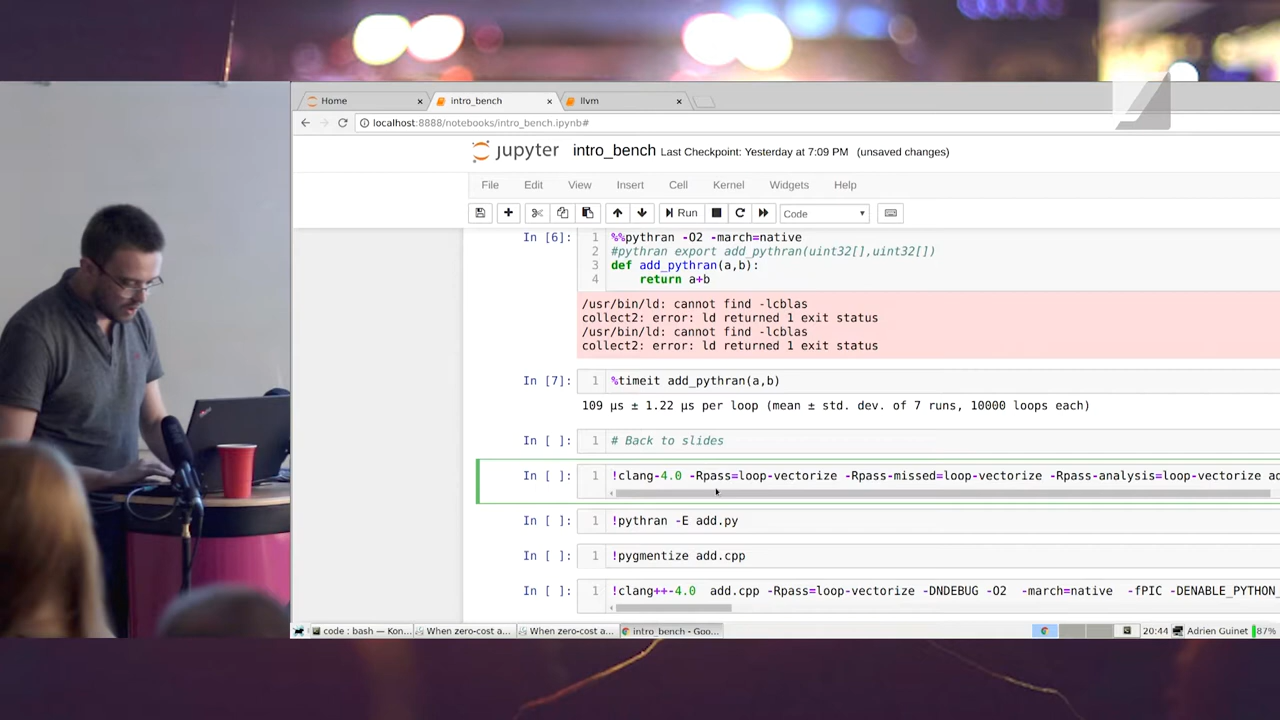 Home
intro_bench
llvm
localhost:8888/notebooks/intro_bench.ipynb#
jupyter intro_bench Last Checkpoint: Yesterday at 7:09 PM (unsaved changes)
File Edit View Insert Cell Kernel Widgets Help
Run Code
In [6]:
1 %%pythran -O2 -march=native
2 #pythran export add_pythran(uint32[],uint32[])
3 def add_pythran(a,b):
4 return a+b
/usr/bin/ld: cannot find -lcblas
collect2: error: ld returned 1 exit status
/usr/bin/ld: cannot find -lcblas
collect2: error: ld returned 1 exit status
In [7]: 1 %timeit add_pythran(a,b)
109 µs ± 1.22 µs per loop (mean ± std. dev. of 7 runs, 10000 loops each)
In [ ]: 1 # Back to slides
In [ ]: 1 !clang-4.0 -Rpass=loop-vectorize -Rpass-missed=loop-vectorize -Rpass-analysis=loop-vectorize ad
In [ ]: 1 !pythran -E add.py
In [ ]: 1 !pygmentize add.cpp
In [ ]: 1 !clang++-4.0 add.cpp -Rpass=loop-vectorize -DNDEBUG -O2 -march=native -fPIC -DENABLE_PYTHON_
code : bash — Kon... When zero-cost a... When zero-cost a... intro_bench - Goo... 20:44 Adrien Guinet 87%